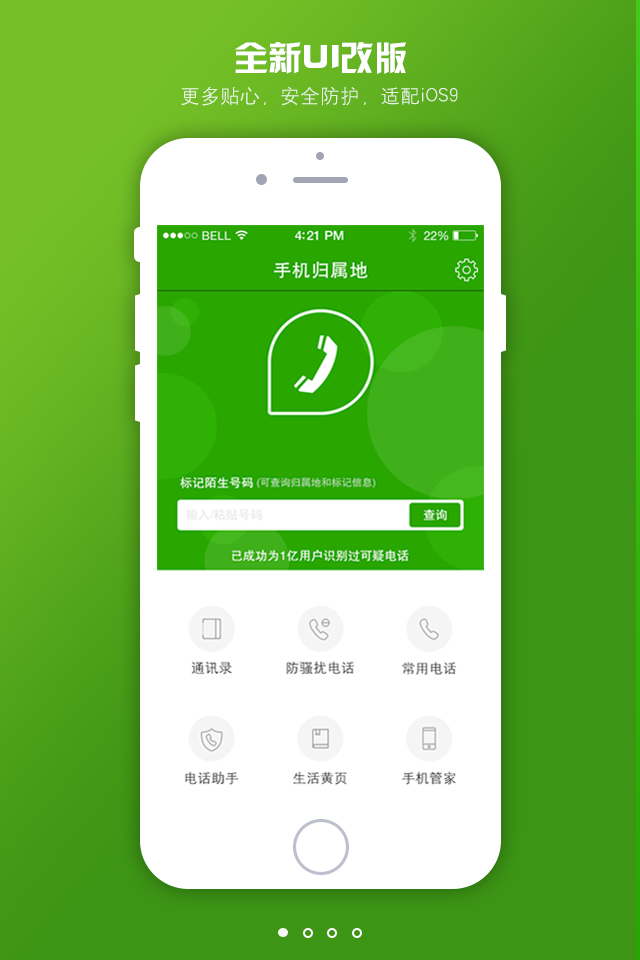 全新UI改版
更多贴心，安全防护，适配iOS9
BELL 4:21 PM 22%
手机归属地
标记陌生号码 (可查询归属地和标记信息)
输入/粘贴号码 查询
已成功为1亿用户识别过可疑电话
通讯录 防骚扰电话 常用电话
电话助手 生活黄页 手机管家